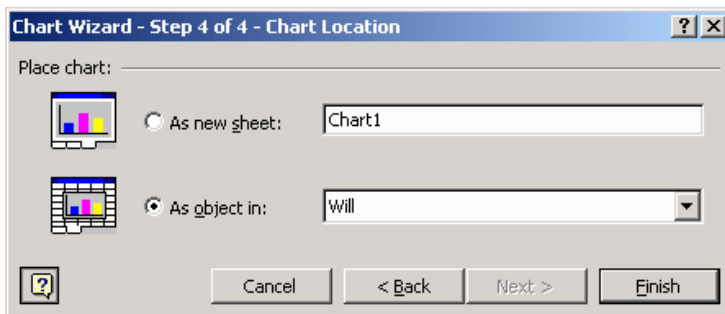 Chart Wizard - Step 4 of 4 - Chart Location
Place chart:
As new sheet: Chart1
As object in: Will
Cancel < Back Next > Finish